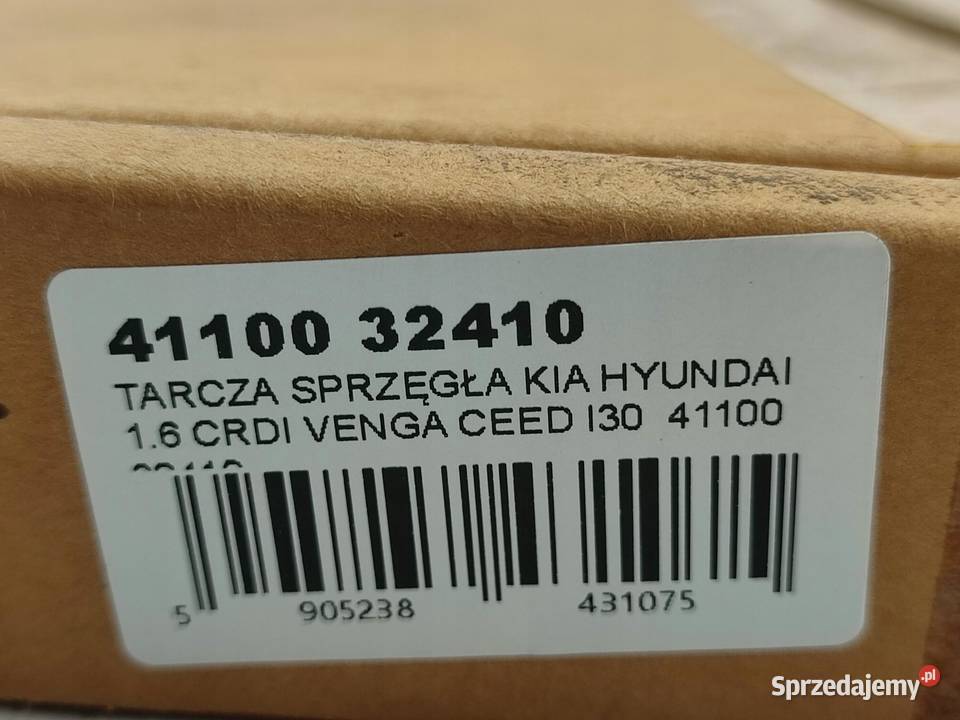 41100 32410
TARCZA SPRZĘGŁA KIA HYUNDAI
1.6 CRDI VENGA CEED I30 41100
5 905238 431075
Sprzedajemy.pl